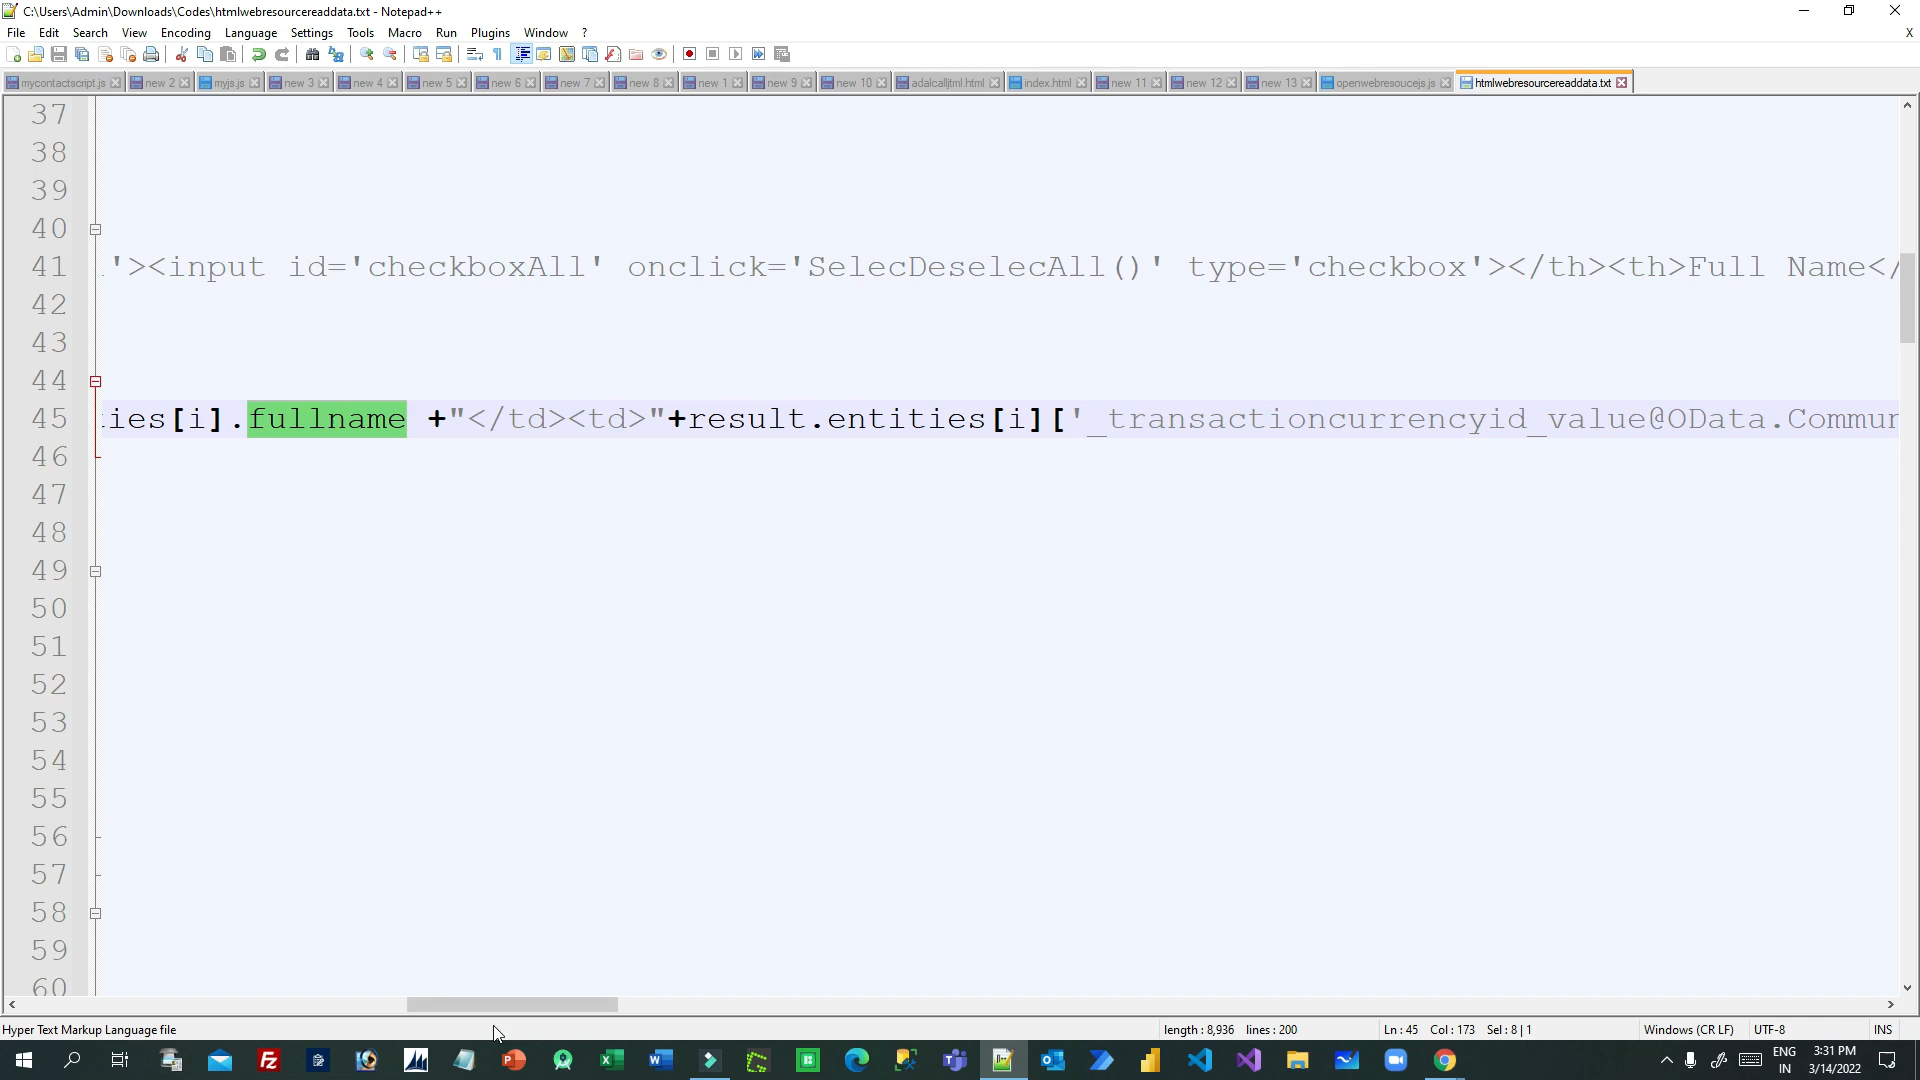 C:\Users\Admin\Downloads\Codes\htmlwebresourcereaddata.txt - Notepad++
File Edit Search View Encoding Language Settings Tools Macro Run Plugins Window ? X
mycontactscript.js new 2 myjs.js new 3 new 4 new 5 new 6 new 7 new 8 new 1 new 9 new 10 adalcalljtml.html index.html new 11 new 12 new 13 openwebresoucejs.js htmlwebresourcereaddata.txt
37
38
39
40
41 '><input id='checkboxAll' onclick='SelecDeselecAll()' type='checkbox'></th><th>Full Name</
42
43
44
45 ies[i].fullname +"</td><td>"+result.entities[i]['_transactioncurrencyid_value@OData.Commun
46
47
48
49
50
51
52
53
54
55
56
57
58
59
60
Hyper Text Markup Language file length : 8,936 lines : 200 Ln : 45 Col : 173 Sel : 8 | 1 Windows (CR LF) UTF-8 INS
ENG
IN
3:31 PM
3/14/2022